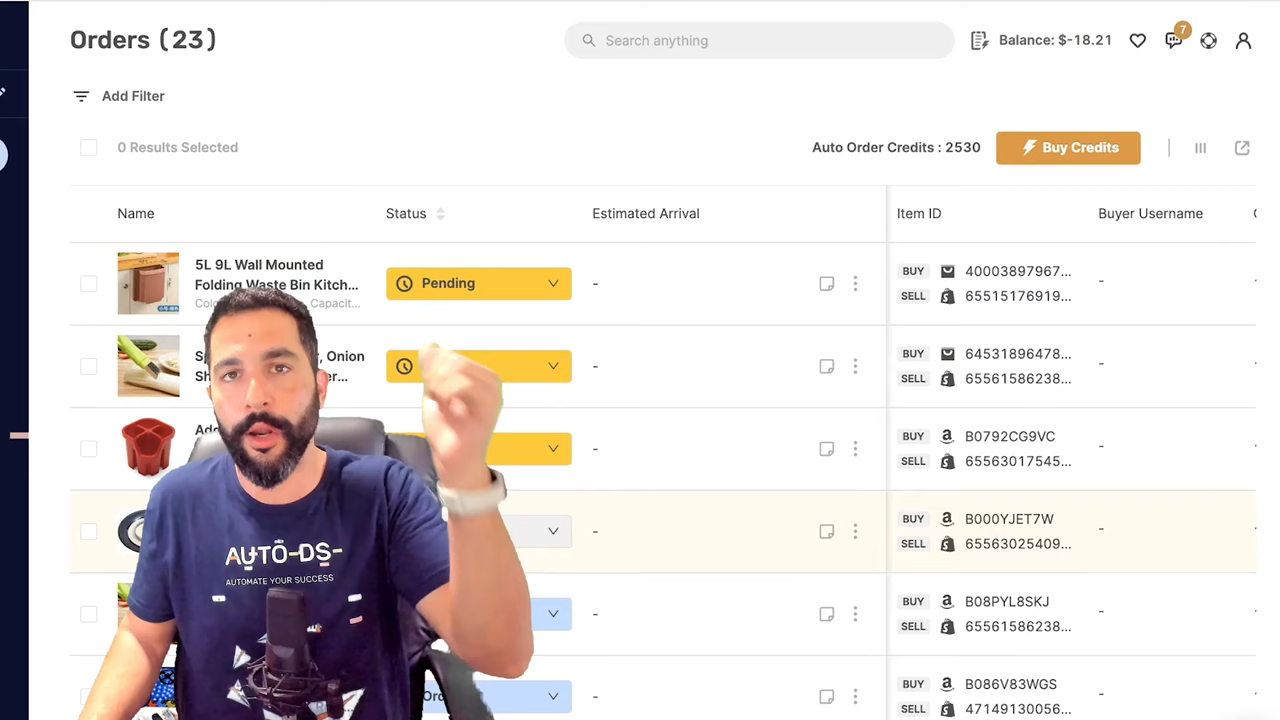 Orders (23)
Search anything
Balance: $-18.21
7
Add Filter
0 Results Selected
Auto Order Credits : 2530
Buy Credits
Name
Status
Estimated Arrival
Item ID
Buyer Username
5L 9L Wall Mounted
Folding Waste Bin Kitch...
Capacit...
Pending
-
BUY
40003897967...
-
SELL
65515176919...
, Onion
-
BUY
64531896478...
-
SELL
65561586238...
-
BUY
B0792CG9VC
-
SELL
65563017545...
-
BUY
B000YJET7W
-
SELL
65563025409...
-
BUY
B08PYL8SKJ
-
SELL
65561586238...
-
BUY
B086V83WGS
-
SELL
47149130056...
AUTO-DS-
AUTOMATE YOUR SUCCESS